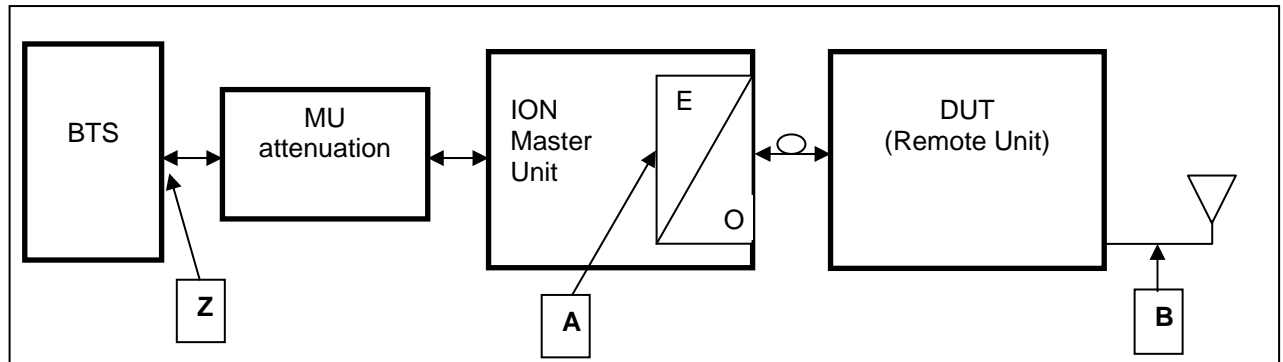 BTS
MU
attenuation
ION
Master
Unit
E
O
DUT
(Remote Unit)
Z
A
B